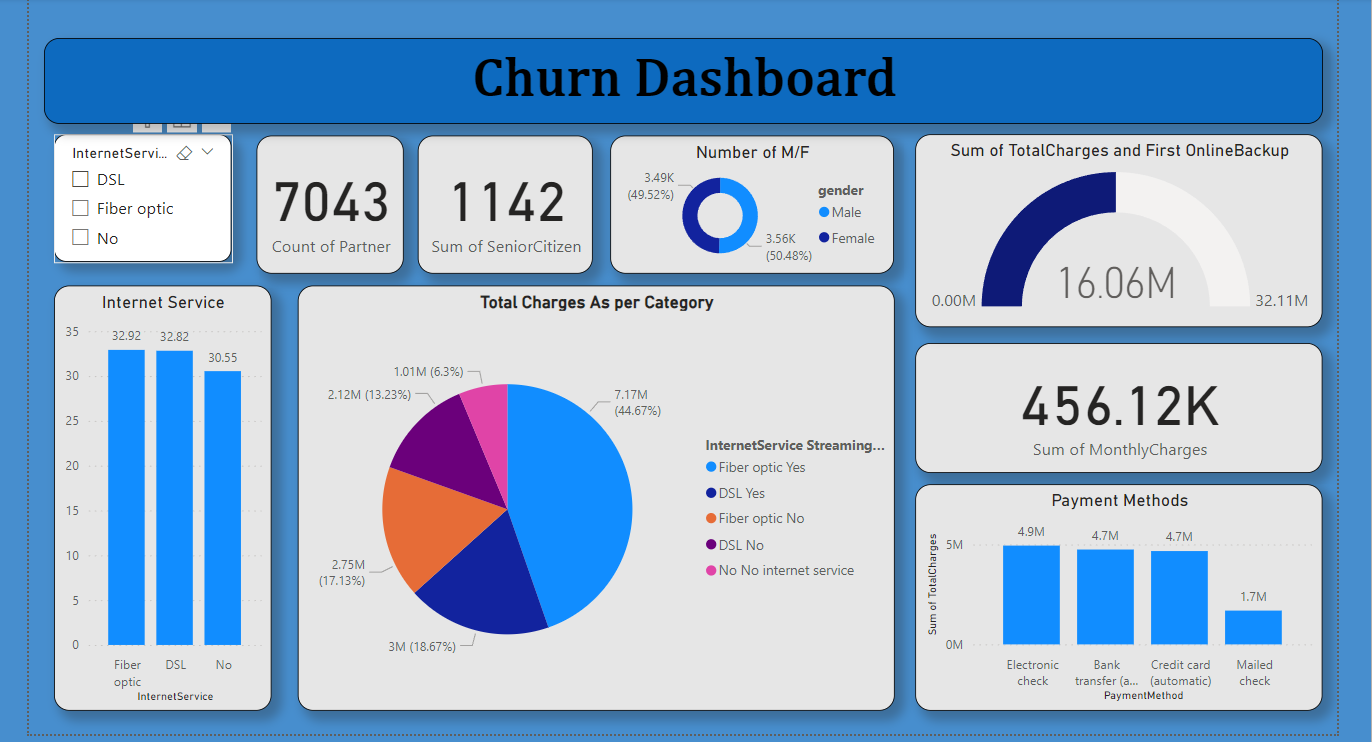 Churn Dashboard
InternetServi...
DSL
Fiber optic
No
7043
Count of Partner
1142
Sum of SeniorCitizen
Number of M/F
3.49K
(49.52%)
3.56K
(50.48%)
gender
Male
Female
Sum of TotalCharges and First OnlineBackup
16.06M
0.00M
32.11M
Internet Service
35
30
25
20
15
10
5
0
32.92
32.82
30.55
Fiber
optic
DSL
No
InternetService
Total Charges As per Category
1.01M (6.3%)
2.12M (13.23%)
7.17M
(44.67%)
2.75M
(17.13%)
3M (18.67%)
InternetService Streaming...
Fiber optic Yes
DSL Yes
Fiber optic No
DSL No
No No internet service
456.12K
Sum of MonthlyCharges
Payment Methods
Sum of TotalCharges
5M
0M
4.9M
4.7M
4.7M
1.7M
Electronic
check
Bank
transfer (a...
Credit card
(automatic)
Mailed
check
PaymentMethod